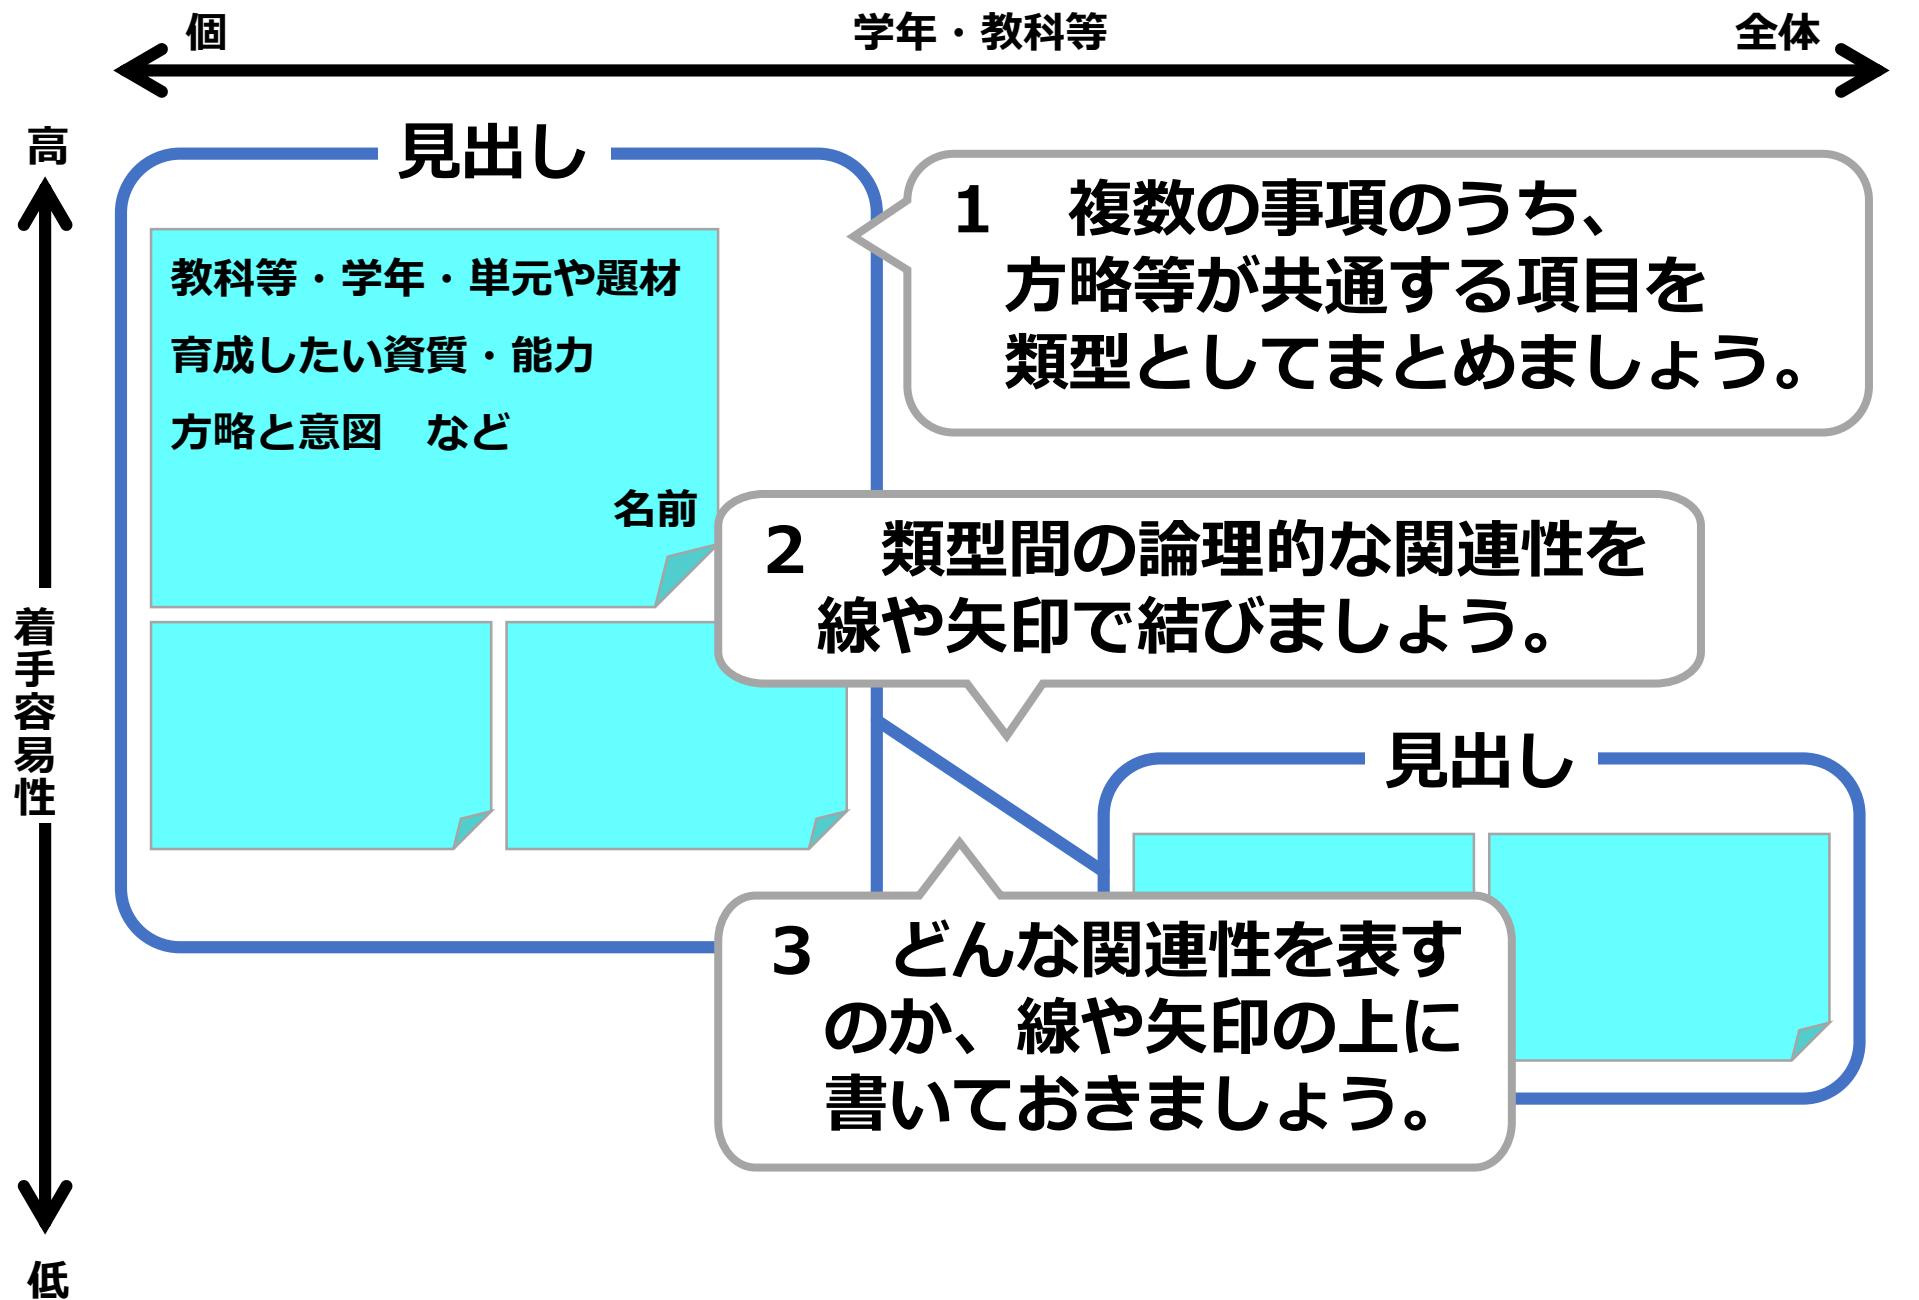 個
学年・教科等
全体
高
着手容易性
低
見出し
教科等・学年・単元や題材
育成したい資質・能力
方略と意図　など
名前
1　複数の事項のうち、
方略等が共通する項目を
類型としてまとめましょう。
2　類型間の論理的な関連性を
線や矢印で結びましょう。
見出し
3　どんな関連性を表す
のか、線や矢印の上に
書いておきましょう。